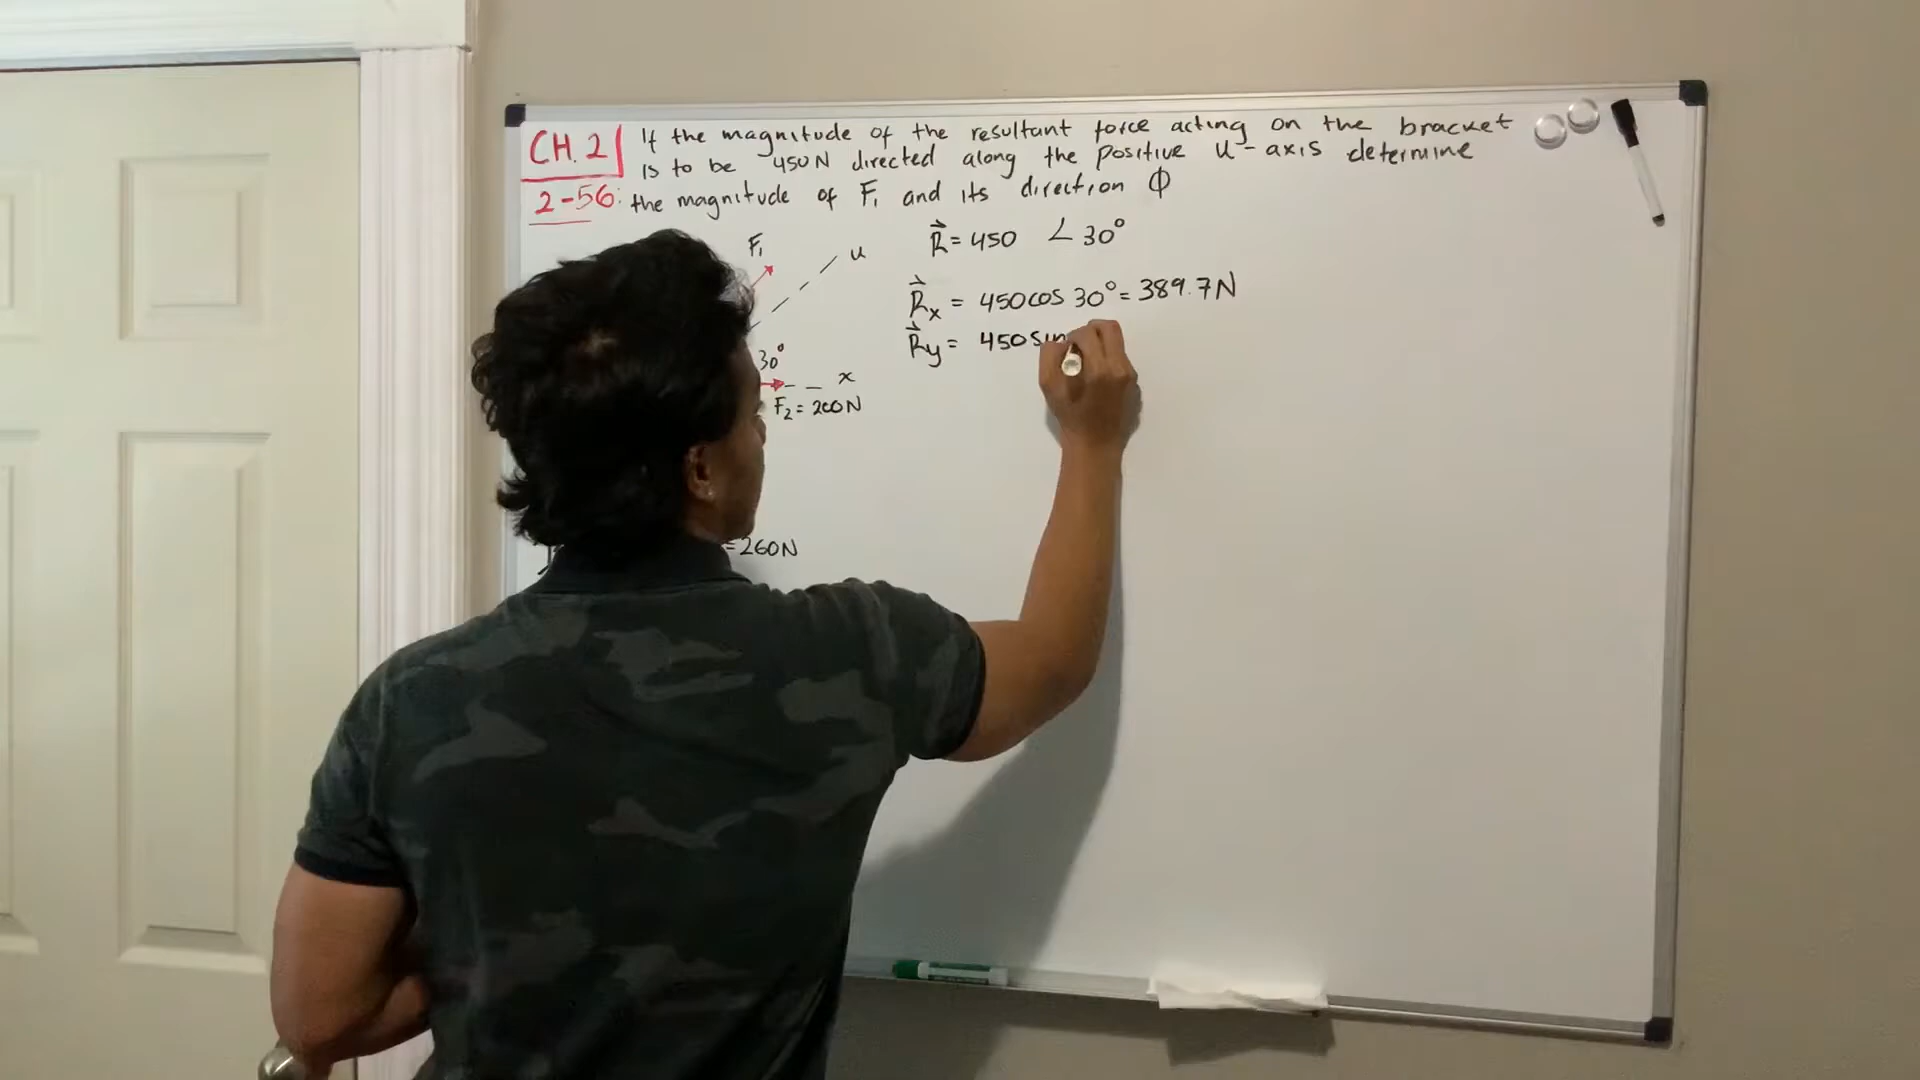 CH.2 If the magnitude of the resultant force acting on the bracket
is to be 450N directed along the positive u-axis determine
2-56: the magnitude of F₁ and its direction ϕ
F₁
u
30°
x
F₂ = 200N
= 260N
R⃗ = 450 ∠ 30°
R⃗x = 450cos 30° = 389.7N
R⃗y = 450sin